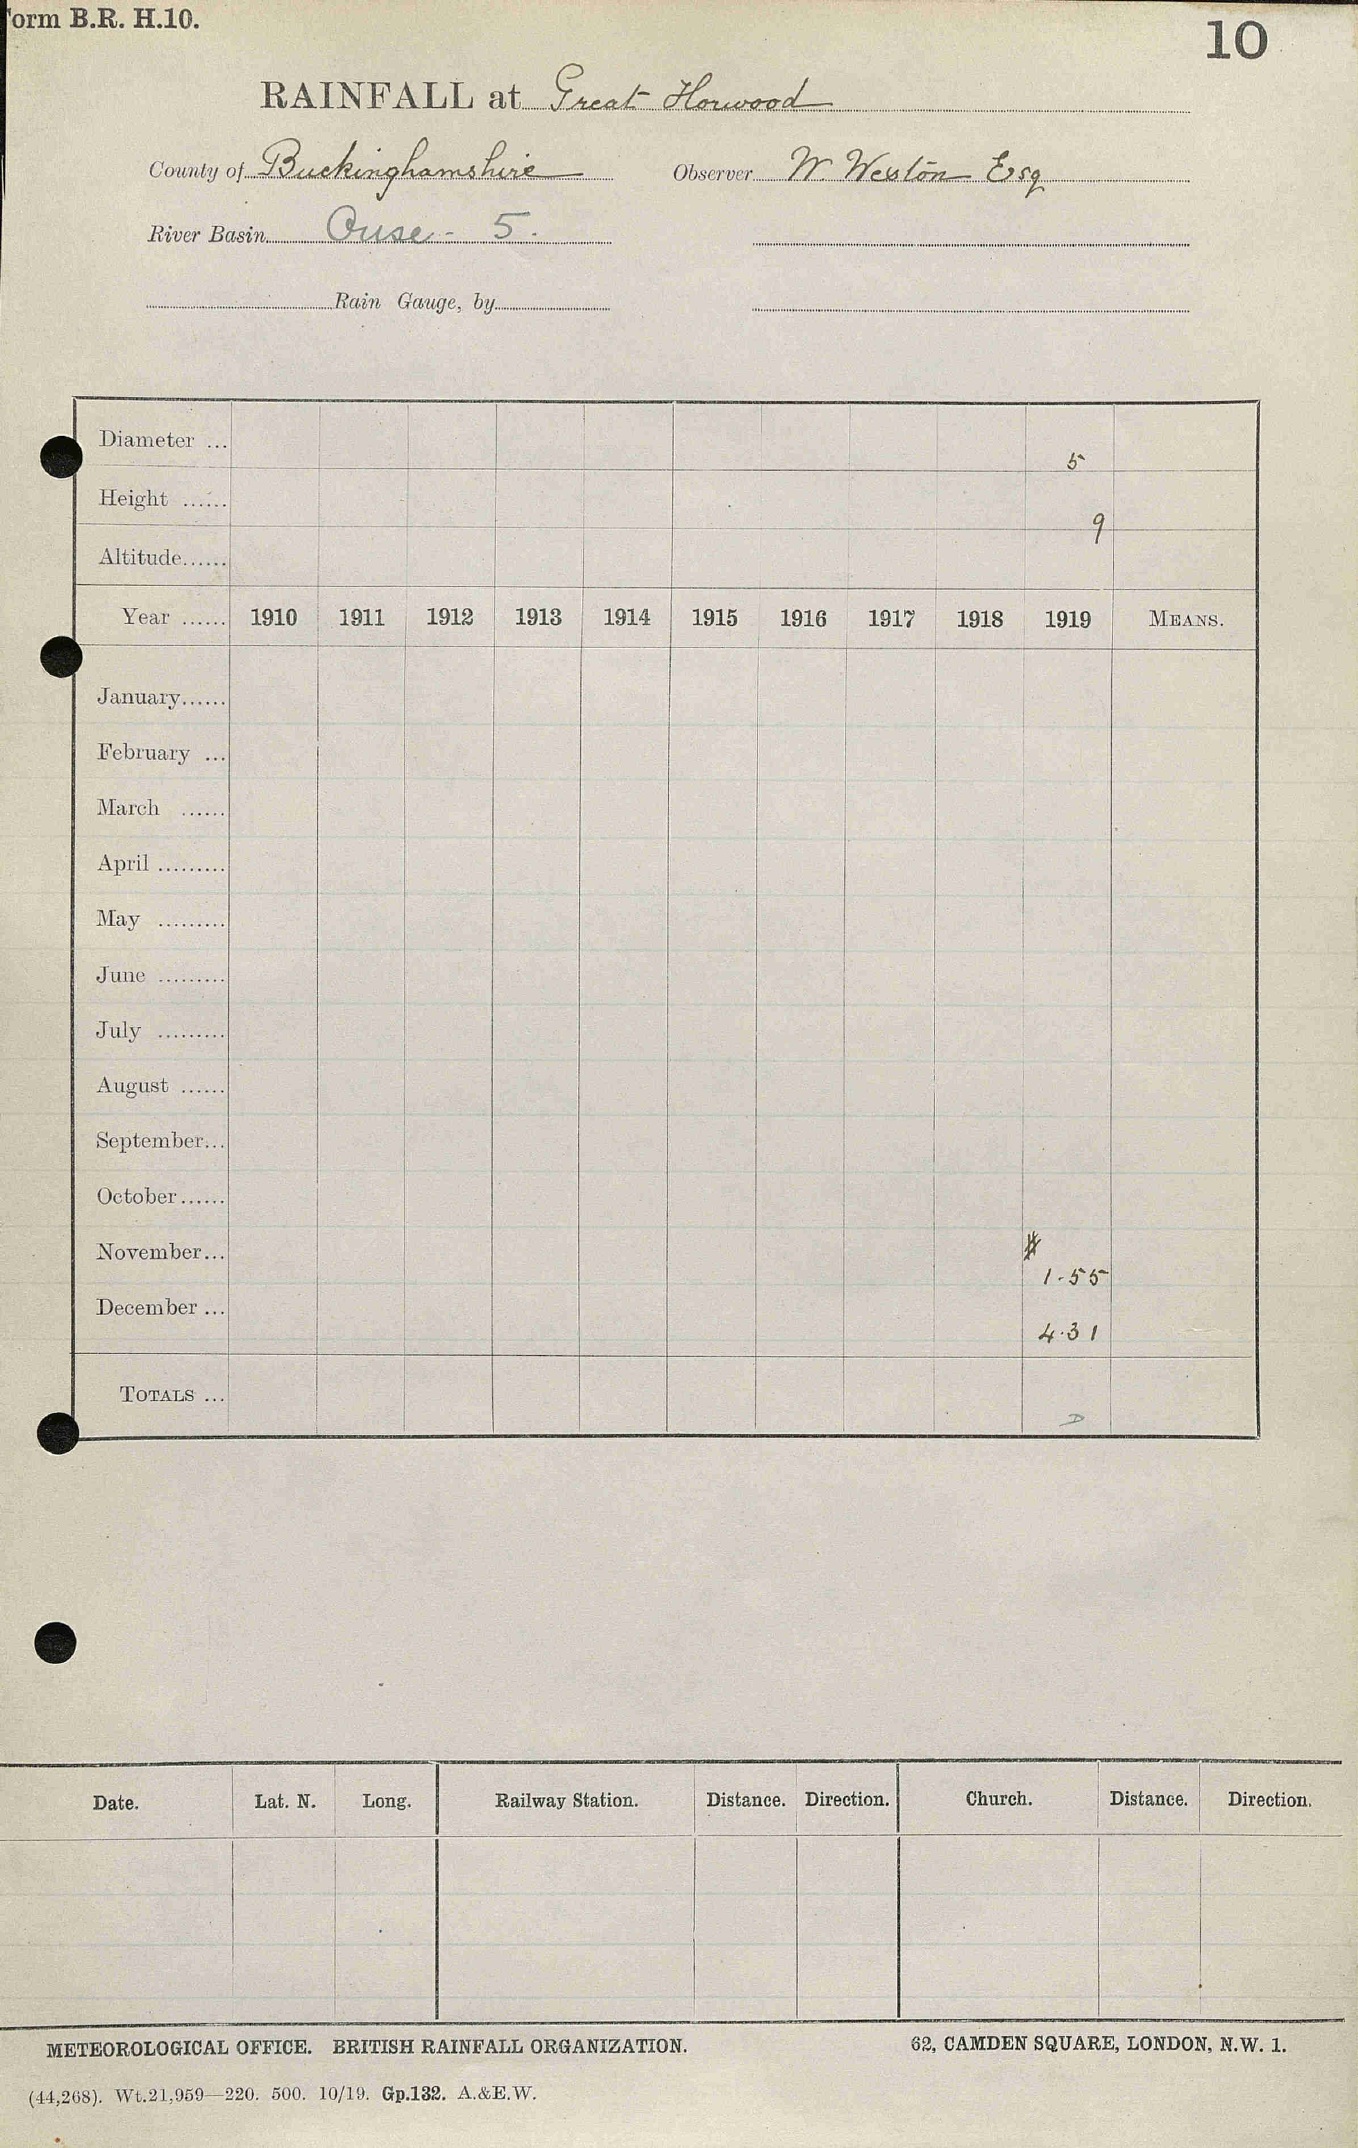 Form B.R. H.10.
10
RAINFALL at Great Horwood
County of Buckinghamshire Observer W. Weston Esq
River Basin Ouse - 5.
Rain Gauge, by
Diameter ... 5
Height ...... 9
Altitude......
Year ...... 1910 1911 1912 1913 1914 1915 1916 1917 1918 1919 MEANS.
January......
February ...
March ......
April .........
May .........
June .........
July .........
August ......
September...
October......
November... 1.55
December ... 4.31
TOTALS ... D
Date. Lat. N. Long. Railway Station. Distance. Direction. Church. Distance. Direction.
METEOROLOGICAL OFFICE. BRITISH RAINFALL ORGANIZATION. 62, CAMDEN SQUARE, LONDON, N.W. 1.
(44,268). Wt.21,959—220. 500. 10/19. Gp.132. A.&E.W.